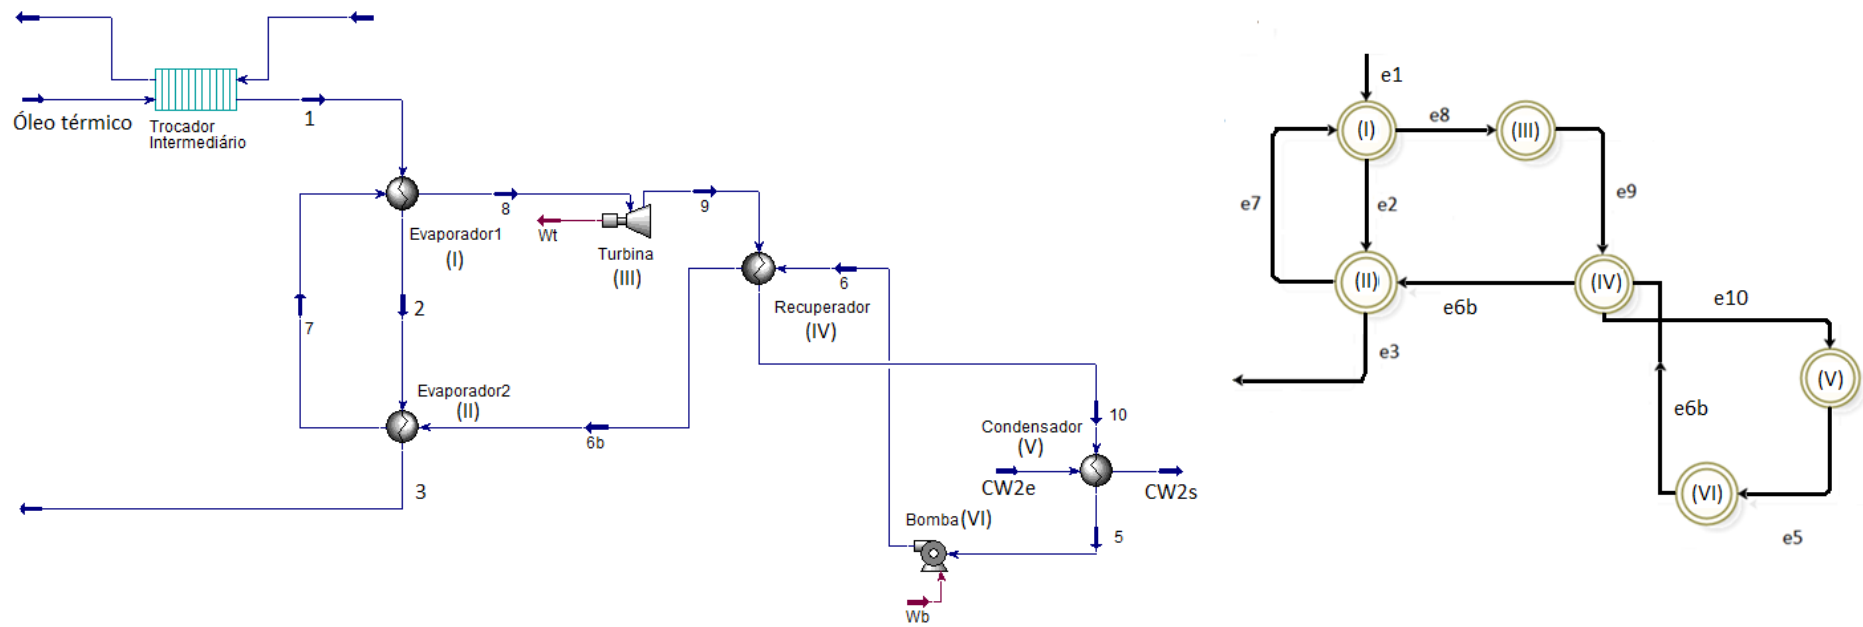 Óleo térmico
Trocador
Intermediário
1
8
9
Wt
Evaporador1
(I)
Turbina
(III)
6
Recuperador
(IV)
7
2
Evaporador2
(II)
6b
3
10
Condensador
(V)
CW2e
CW2s
Bomba(VI)
5
Wb
e1
(I)
e8
(III)
e7
e2
e9
(II)
e6b
(IV)
e10
e3
(V)
e6b
(VI)
e5